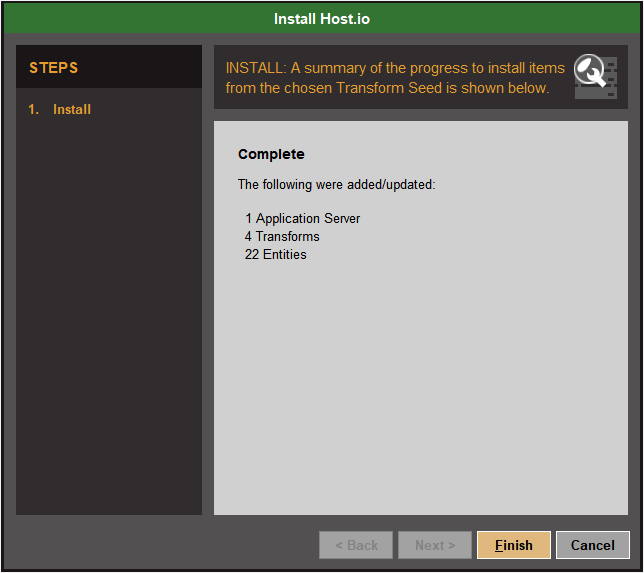 Install Host.io
STEPS
1. Install
INSTALL: A summary of the progress to install items
from the chosen Transform Seed is shown below.
Complete
The following were added/updated:
1 Application Server
4 Transforms
22 Entities
< Back
Next >
Finish
Cancel